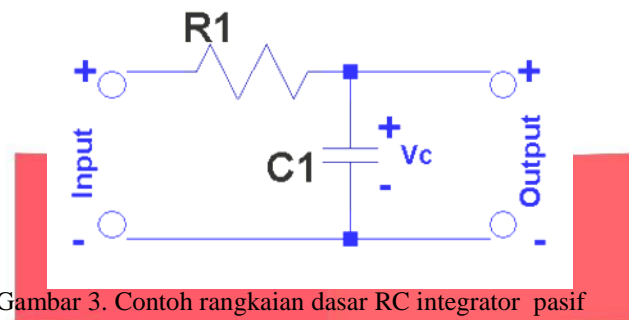 R1
+ +
Input
C1
+
Vc
-
Output
- -
Gambar 3. Contoh rangkaian dasar RC integrator pasif